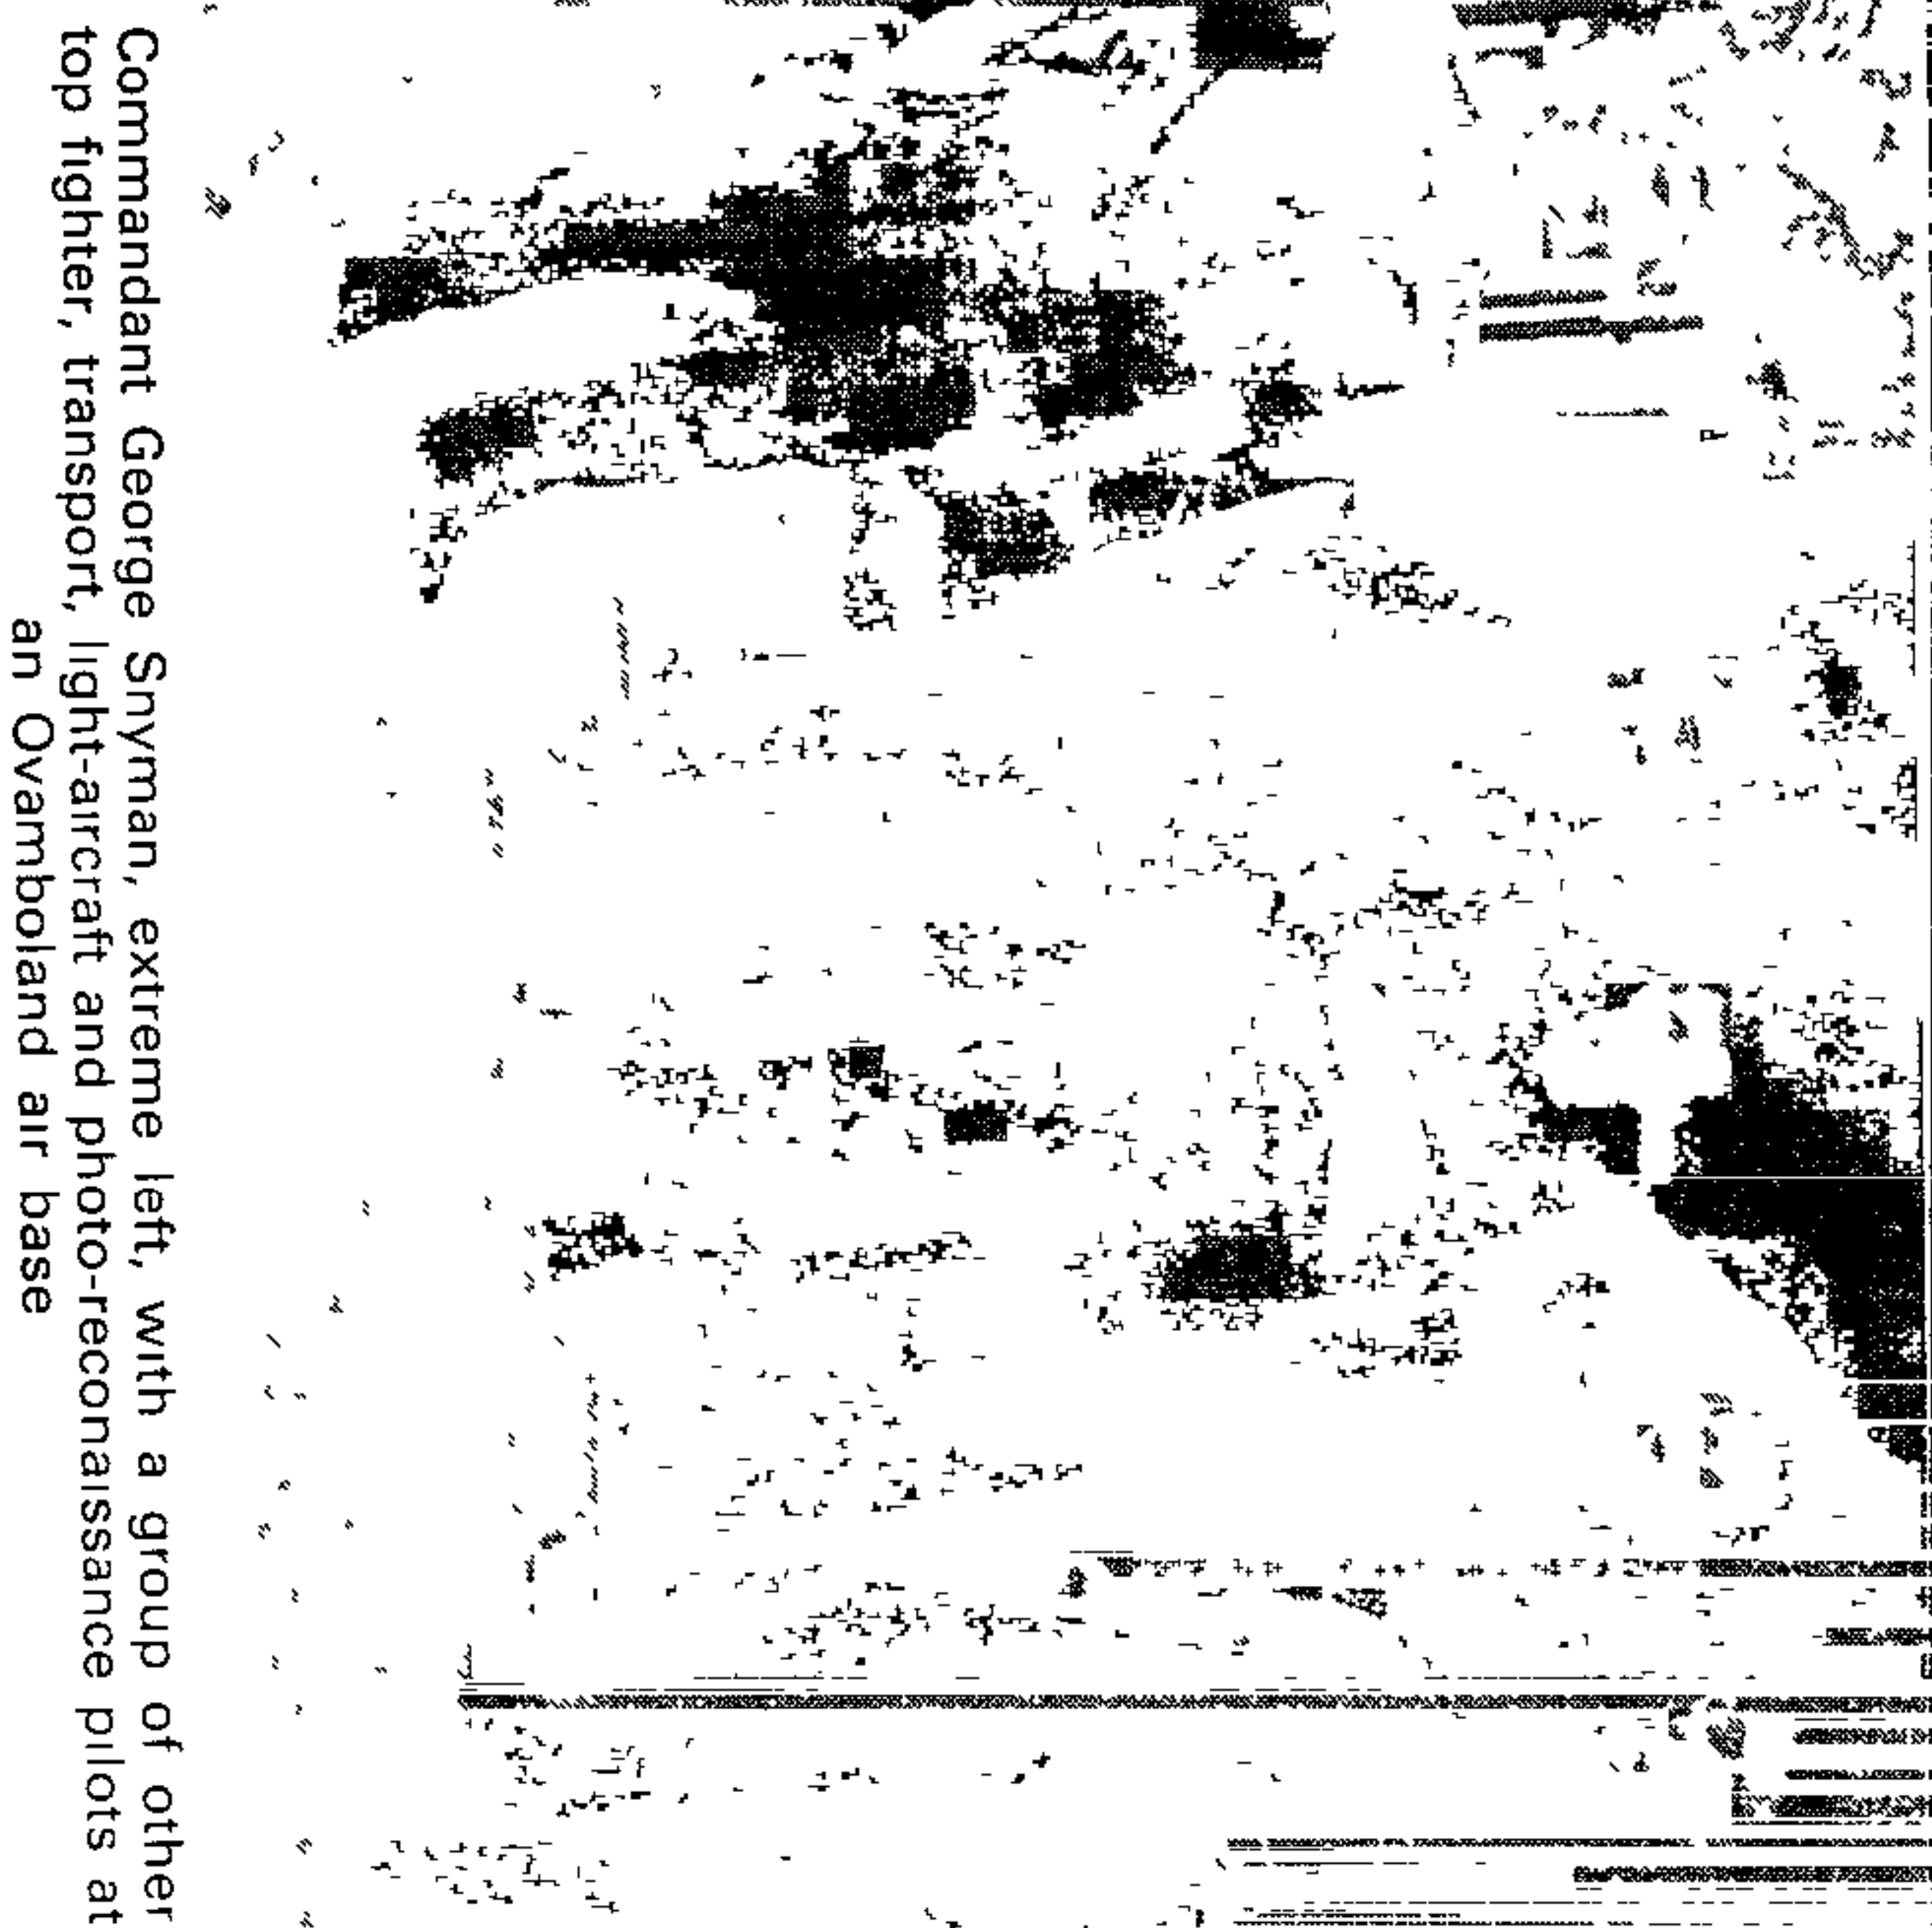 Commandant George Snyman, extreme left, with a group of other
top fighter, transport, light-aircraft and photo-reconaissance pilots at
an Ovamboland air base